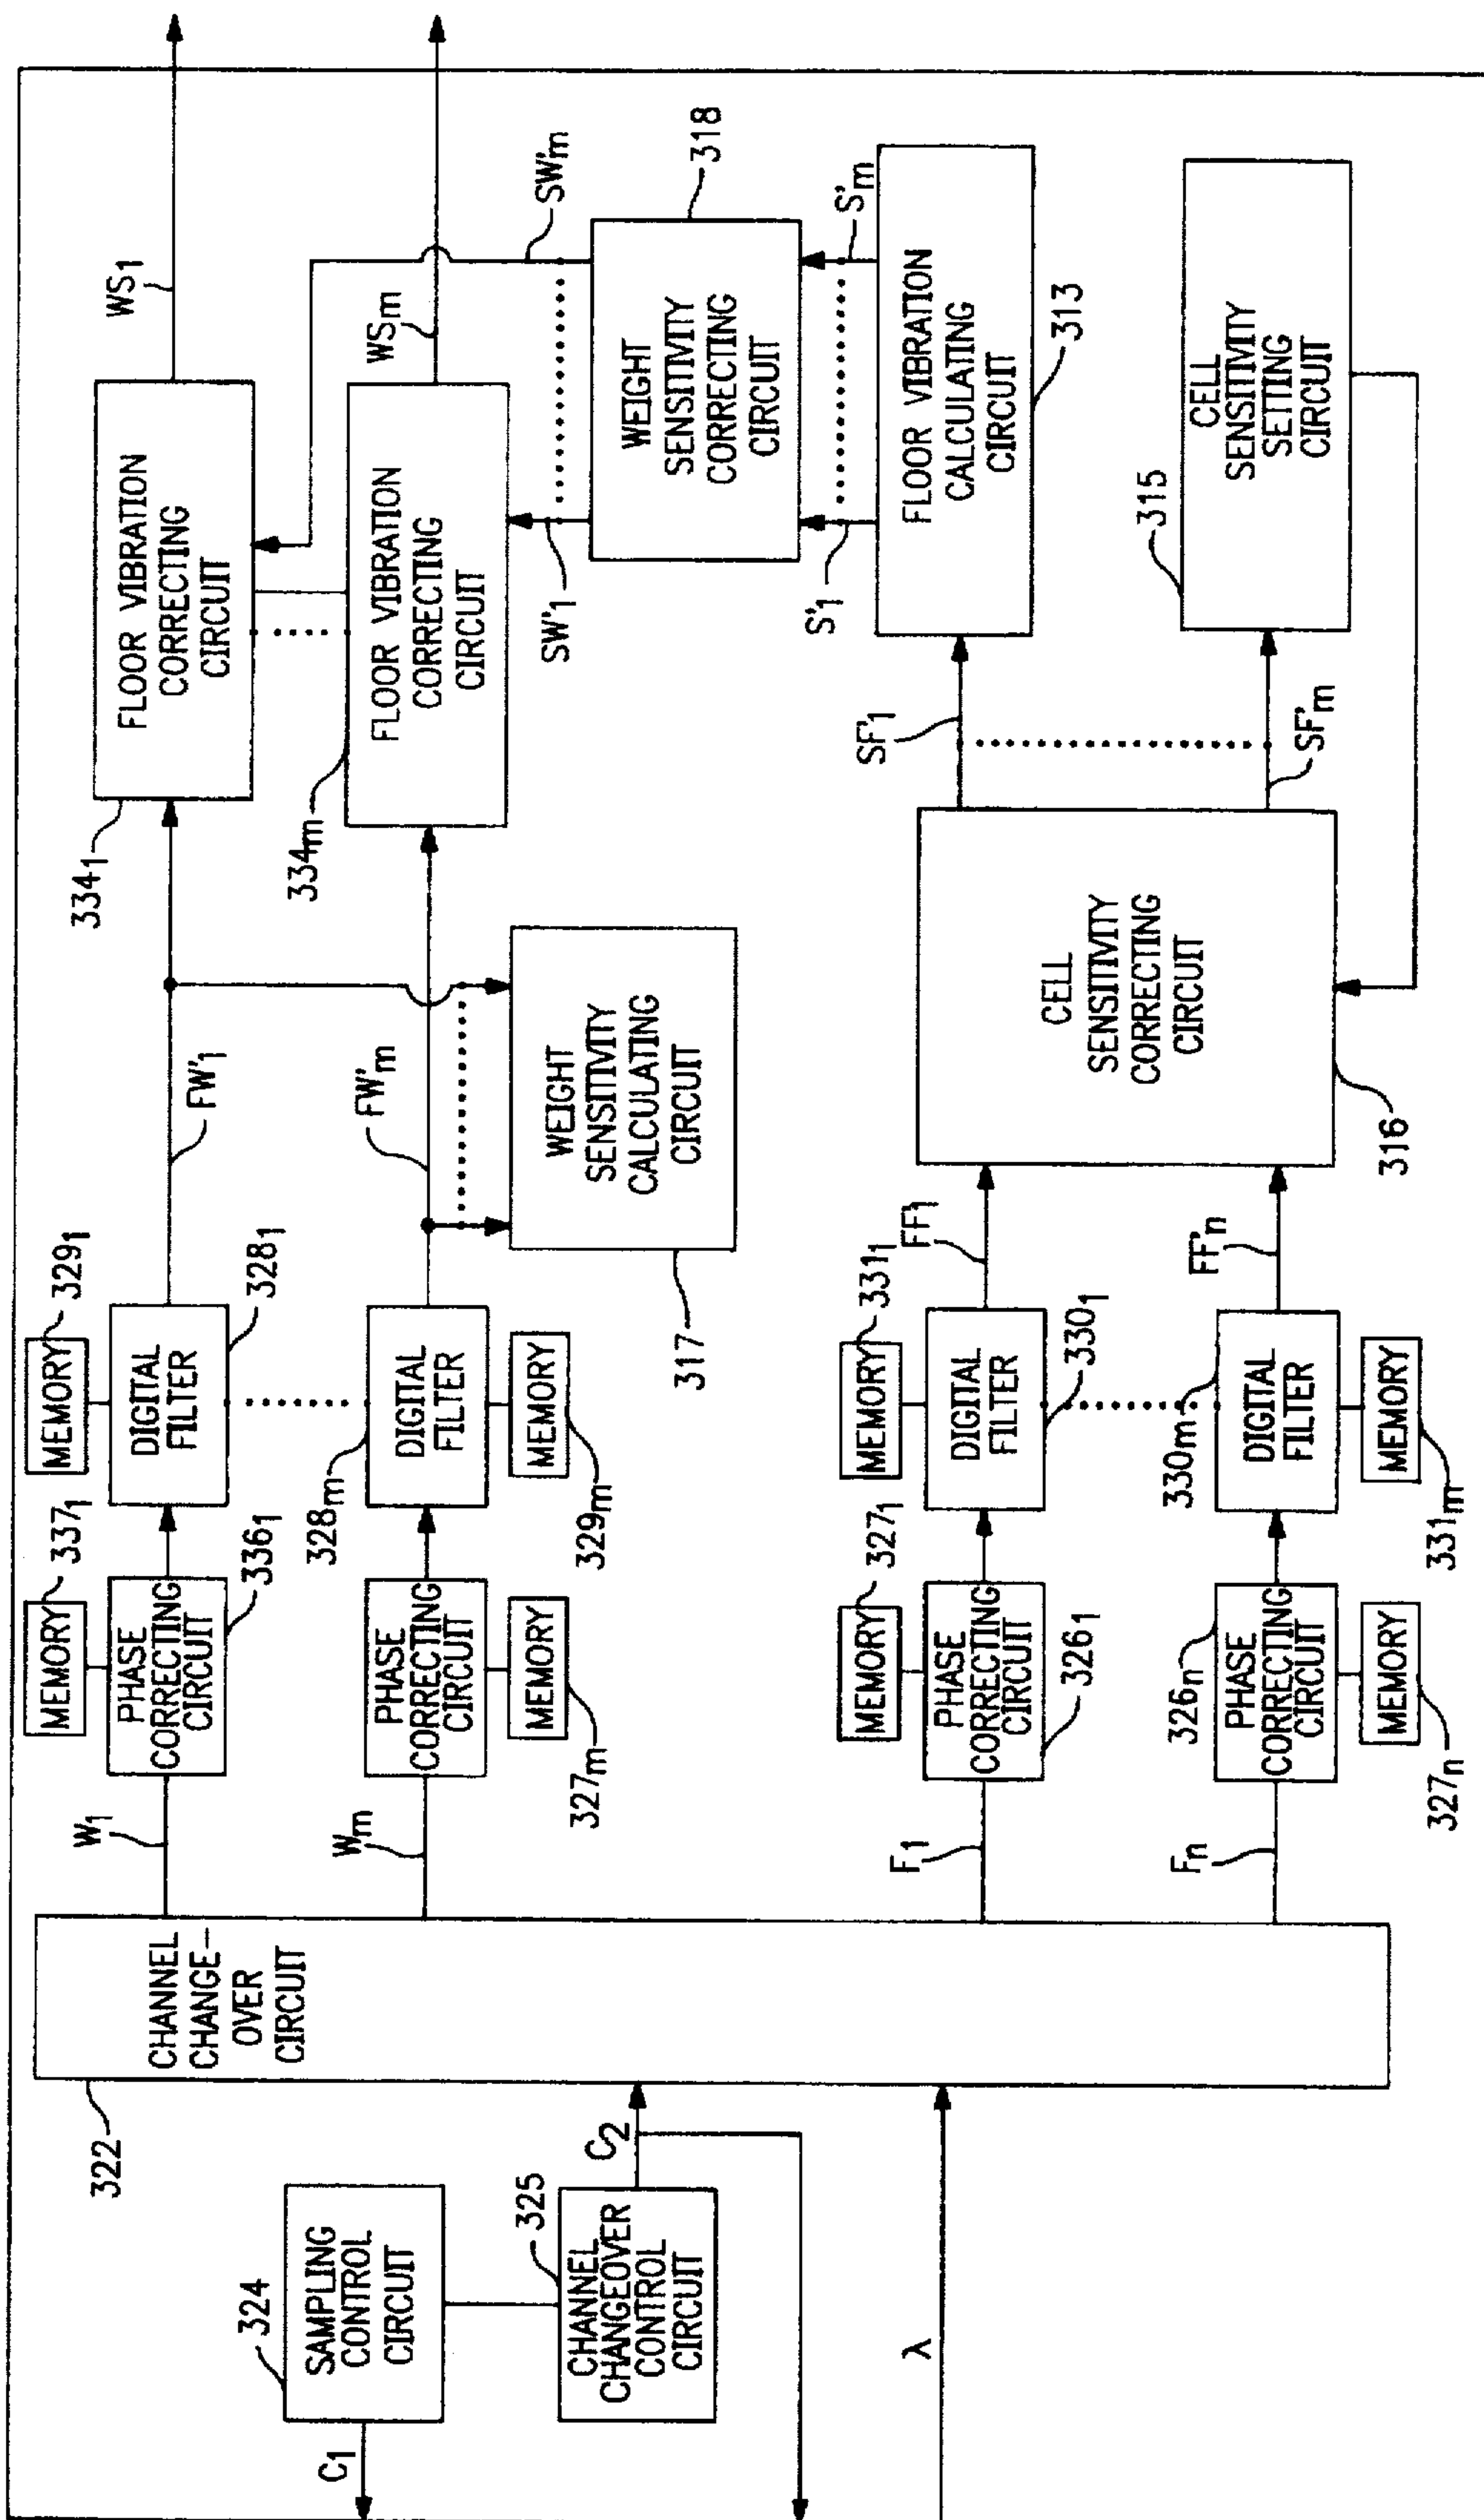 C1
324
SAMPLING
CONTROL
CIRCUIT
325
CHANNEL
CHANGEOVER
CONTROL
CIRCUIT
C2
λ
322
CHANNEL
CHANGE-
OVER
CIRCUIT
W1
Wm
F1
Fn
MEMORY
3371
PHASE
CORRECTING
CIRCUIT
3361
PHASE
CORRECTING
CIRCUIT
MEMORY
327m
MEMORY
3271
PHASE
CORRECTING
CIRCUIT
3261
326n
PHASE
CORRECTING
CIRCUIT
MEMORY
327n
MEMORY
3291
DIGITAL
FILTER
3281
328m
DIGITAL
FILTER
MEMORY
329m
MEMORY
3311
DIGITAL
FILTER
3301
330m
DIGITAL
FILTER
MEMORY
331m
FW'1
FW'm
WEIGHT
SENSITIVITY
CALCULATING
CIRCUIT
317
FF'1
FF'n
CELL
SENSITIVITY
CORRECTING
CIRCUIT
316
3341
FLOOR VIBRATION
CORRECTING
CIRCUIT
334m
FLOOR VIBRATION
CORRECTING
CIRCUIT
SW'1
SW'm
WEIGHT
SENSITIVITY
CORRECTING
CIRCUIT
318
S'1
S'm
SF'1
SF'm
FLOOR VIBRATION
CALCULATING
CIRCUIT
313
315
CELL
SENSITIVITY
SETTING
CIRCUIT
WS1
WSm